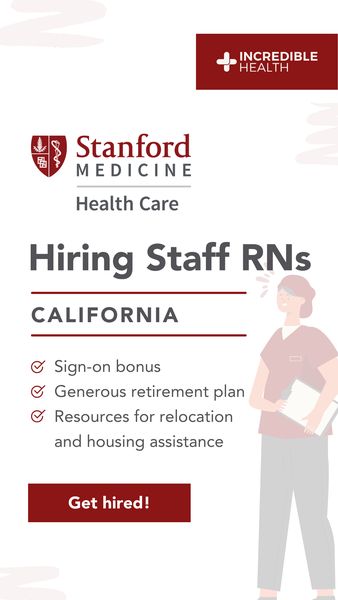 INCREDIBLE
HEALTH
Stanford
MEDICINE
Health Care
Hiring Staff RNs
CALIFORNIA
Sign-on bonus
Generous retirement plan
Resources for relocation
and housing assistance
Get hired!